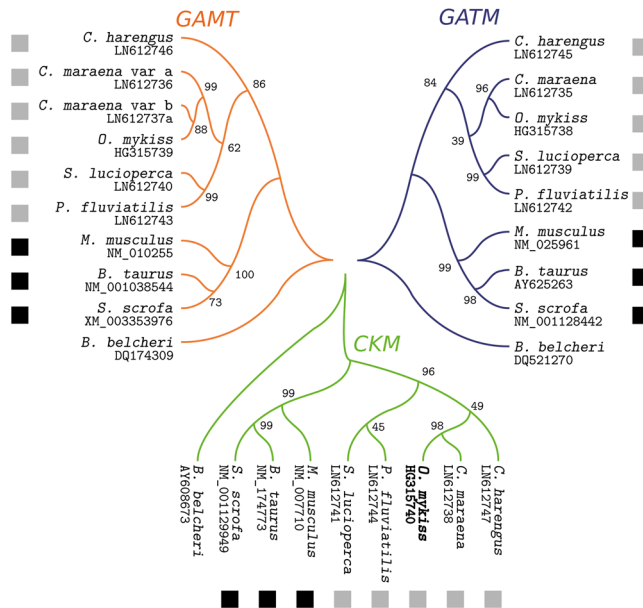 GAMT
GATM
C. harengus
LN612746
C. maraena var a
LN612736
C. maraena var b
LN612737a
O. mykiss
HG315739
S. lucioperca
LN612740
P. fluviatilis
LN612743
M. musculus
NM_010255
B. taurus
NM_001038544
S. scrofa
XM_003353976
B. belcheri
DQ174309
86
99
88
62
99
100
73
C. harengus
LN612745
C. maraena
LN612735
O. mykiss
HG315738
S. lucioperca
LN612739
P. fluviatilis
LN612742
M. musculus
NM_025961
B. taurus
AY625263
S. scrofa
NM_001128442
B. belcheri
DQ521270
84
96
39
99
99
98
CKM
96
99
49
99
45
98
B. belcheri
AY608673
S. scrofa
NM_001129949
B. taurus
NM_174773
M. musculus
NM_007710
S. lucioperca
LN612741
P. fluviatilis
LN612744
O. mykiss
HG315740
C. maraena
LN612738
C. harengus
LN612747